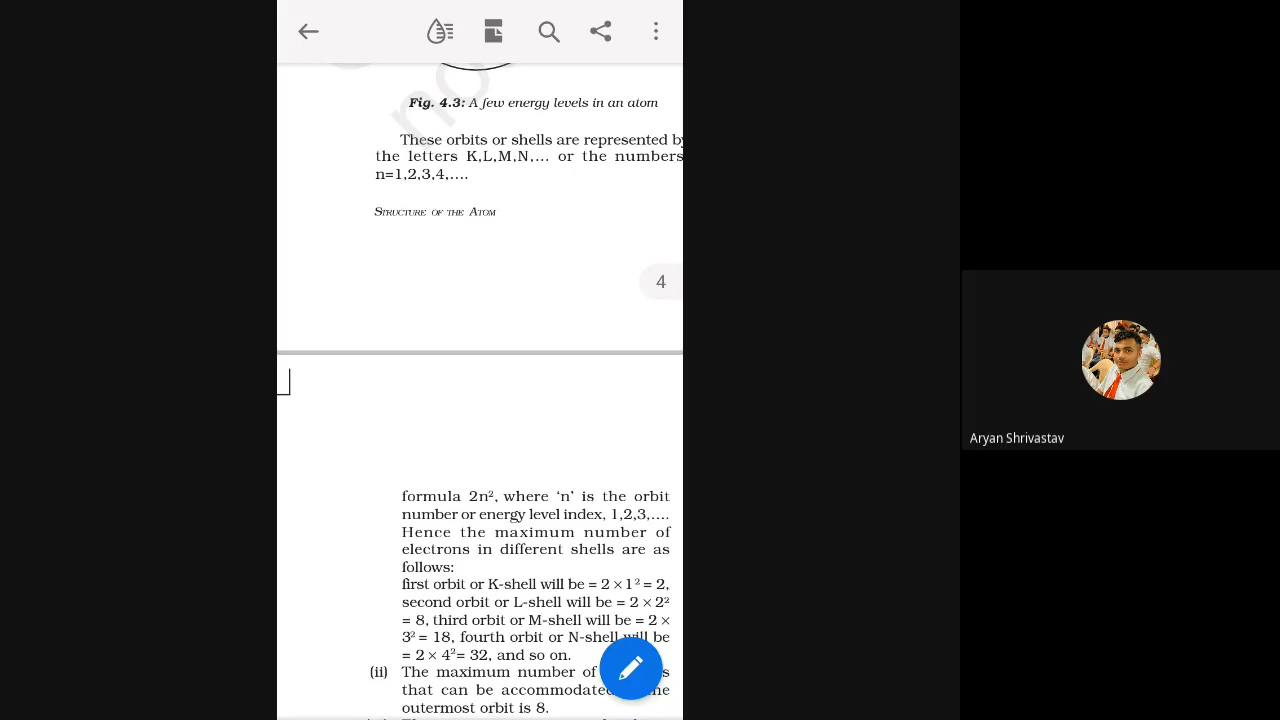 no
Fig. 4.3: A few energy levels in an atom
These orbits or shells are represented by
the letters K,L,M,N,... or the numbers,
n=1,2,3,4,....
STRUCTURE OF THE ATOM
4
formula 2n², where ‘n’ is the orbit
number or energy level index, 1,2,3,....
Hence the maximum number of
electrons in different shells are as
follows:
first orbit or K-shell will be = 2 × 1² = 2,
second orbit or L-shell will be = 2 × 2²
= 8, third orbit or M-shell will be = 2 ×
3² = 18, fourth orbit or N-shell will be
= 2 × 4²= 32, and so on.
(ii) The maximum number of
that can be accommodated
outermost orbit is 8.
Aryan Shrivastav